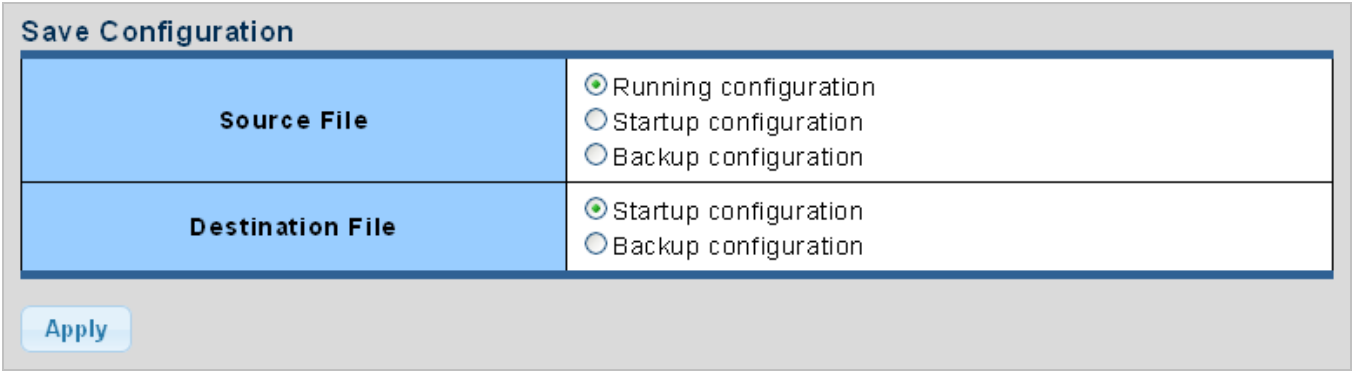 Save Configuration
Source File
Running configuration
Startup configuration
Backup configuration
Destination File
Startup configuration
Backup configuration
Apply